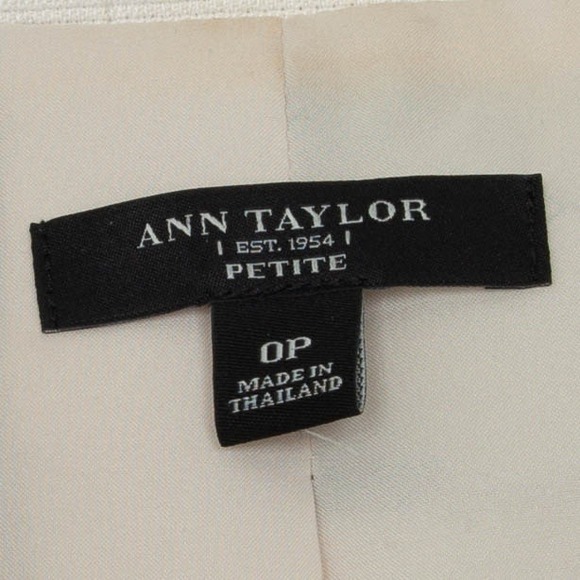 ANN TAYLOR
EST. 1954
PETITE
0P
MADE IN
THAILAND